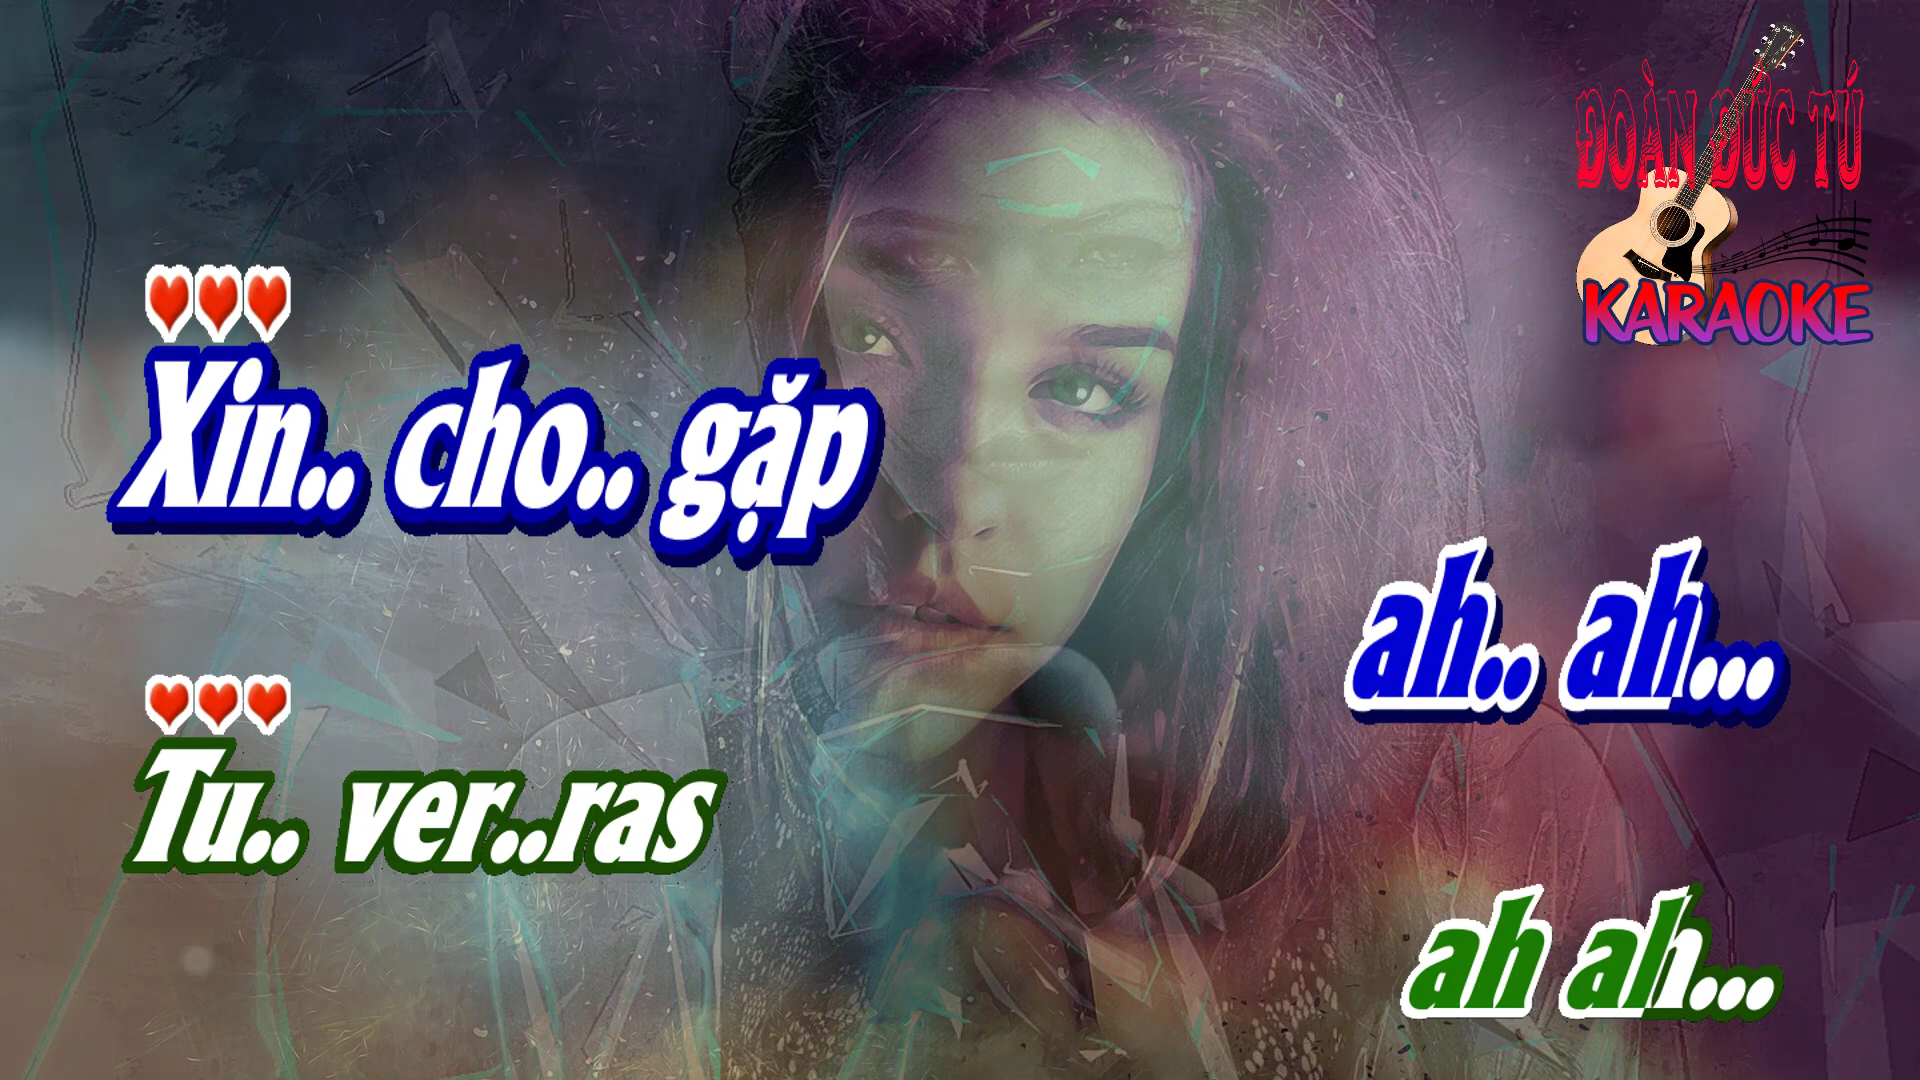 ĐOÀN ĐỨC TÚ
KARAOKE
Xin.. cho.. gặp
ah.. ah...
Tu.. ver..ras
ah ah...